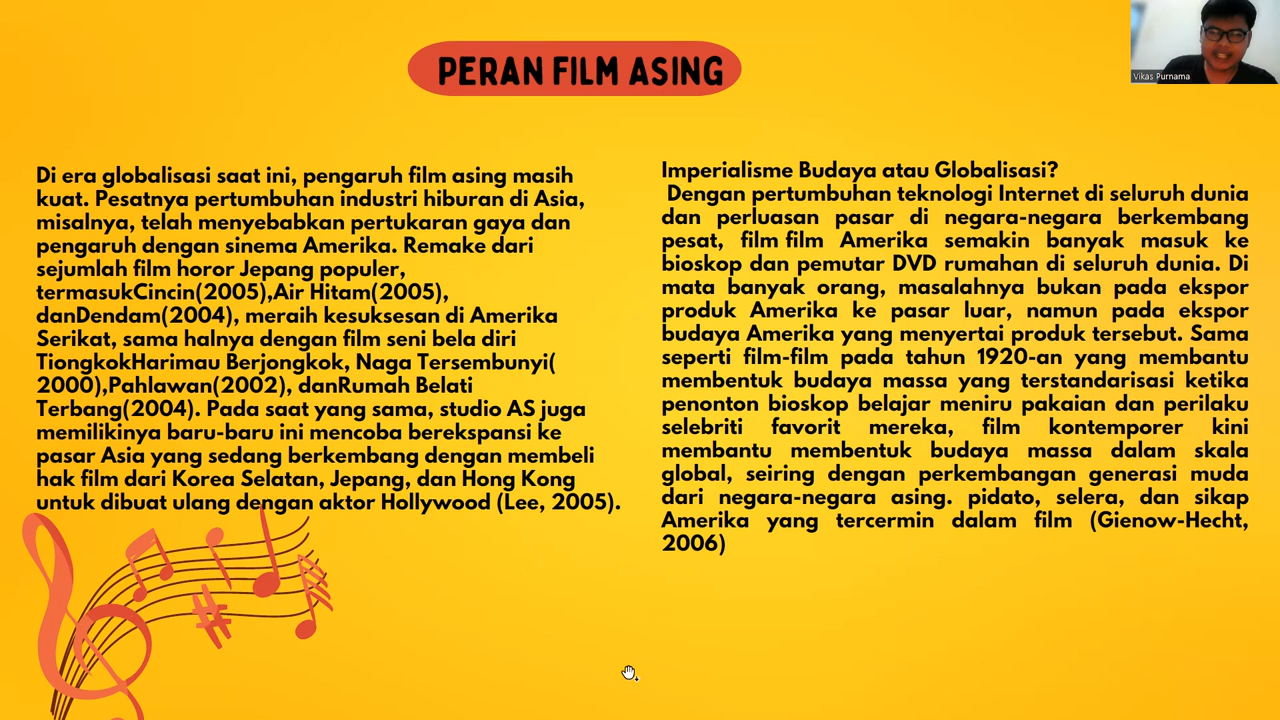 PERAN FILM ASING
Vikas Purnama
Di era globalisasi saat ini, pengaruh film asing masih
kuat. Pesatnya pertumbuhan industri hiburan di Asia,
misalnya, telah menyebabkan pertukaran gaya dan
pengaruh dengan sinema Amerika. Remake dari
sejumlah film horor Jepang populer,
termasukCincin(2005),Air Hitam(2005),
danDendam(2004), meraih kesuksesan di Amerika
Serikat, sama halnya dengan film seni bela diri
TiongkokHarimau Berjongkok, Naga Tersembunyi(
2000),Pahlawan(2002), danRumah Belati
Terbang(2004). Pada saat yang sama, studio AS juga
memilikinya baru-baru ini mencoba berekspansi ke
pasar Asia yang sedang berkembang dengan membeli
hak film dari Korea Selatan, Jepang, dan Hong Kong
untuk dibuat ulang dengan aktor Hollywood (Lee, 2005).
Imperialisme Budaya atau Globalisasi?
Dengan pertumbuhan teknologi Internet di seluruh dunia
dan perluasan pasar di negara-negara berkembang
pesat, film film Amerika semakin banyak masuk ke
bioskop dan pemutar DVD rumahan di seluruh dunia. Di
mata banyak orang, masalahnya bukan pada ekspor
produk Amerika ke pasar luar, namun pada ekspor
budaya Amerika yang menyertai produk tersebut. Sama
seperti film-film pada tahun 1920-an yang membantu
membentuk budaya massa yang terstandarisasi ketika
penonton bioskop belajar meniru pakaian dan perilaku
selebriti favorit mereka, film kontemporer kini
membantu membentuk budaya massa dalam skala
global, seiring dengan perkembangan generasi muda
dari negara-negara asing. pidato, selera, dan sikap
Amerika yang tercermin dalam film (Gienow-Hecht,
2006)